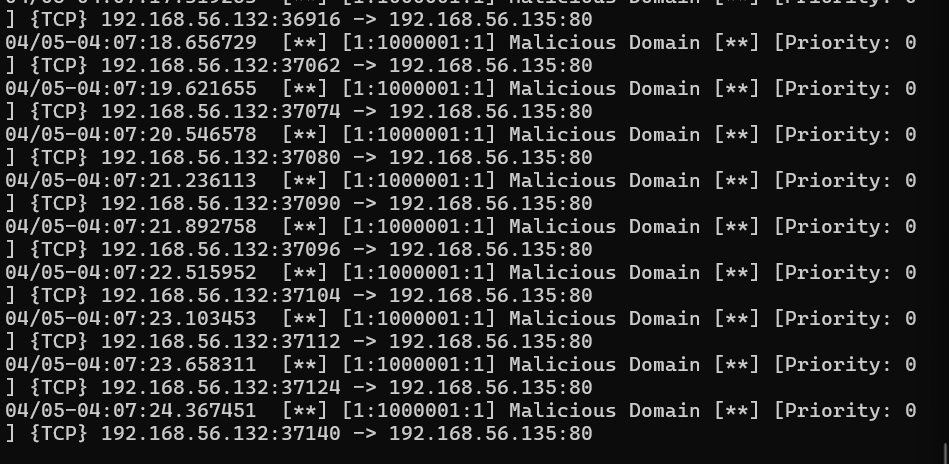 ] {TCP} 192.168.56.132:36916 -> 192.168.56.135:80
04/05-04:07:18.656729 [**] [1:1000001:1] Malicious Domain [**] [Priority: 0
] {TCP} 192.168.56.132:37062 -> 192.168.56.135:80
04/05-04:07:19.621655 [**] [1:1000001:1] Malicious Domain [**] [Priority: 0
] {TCP} 192.168.56.132:37074 -> 192.168.56.135:80
04/05-04:07:20.546578 [**] [1:1000001:1] Malicious Domain [**] [Priority: 0
] {TCP} 192.168.56.132:37080 -> 192.168.56.135:80
04/05-04:07:21.236113 [**] [1:1000001:1] Malicious Domain [**] [Priority: 0
] {TCP} 192.168.56.132:37090 -> 192.168.56.135:80
04/05-04:07:21.892758 [**] [1:1000001:1] Malicious Domain [**] [Priority: 0
] {TCP} 192.168.56.132:37096 -> 192.168.56.135:80
04/05-04:07:22.515952 [**] [1:1000001:1] Malicious Domain [**] [Priority: 0
] {TCP} 192.168.56.132:37104 -> 192.168.56.135:80
04/05-04:07:23.103453 [**] [1:1000001:1] Malicious Domain [**] [Priority: 0
] {TCP} 192.168.56.132:37112 -> 192.168.56.135:80
04/05-04:07:23.658311 [**] [1:1000001:1] Malicious Domain [**] [Priority: 0
] {TCP} 192.168.56.132:37124 -> 192.168.56.135:80
04/05-04:07:24.367451 [**] [1:1000001:1] Malicious Domain [**] [Priority: 0
] {TCP} 192.168.56.132:37140 -> 192.168.56.135:80